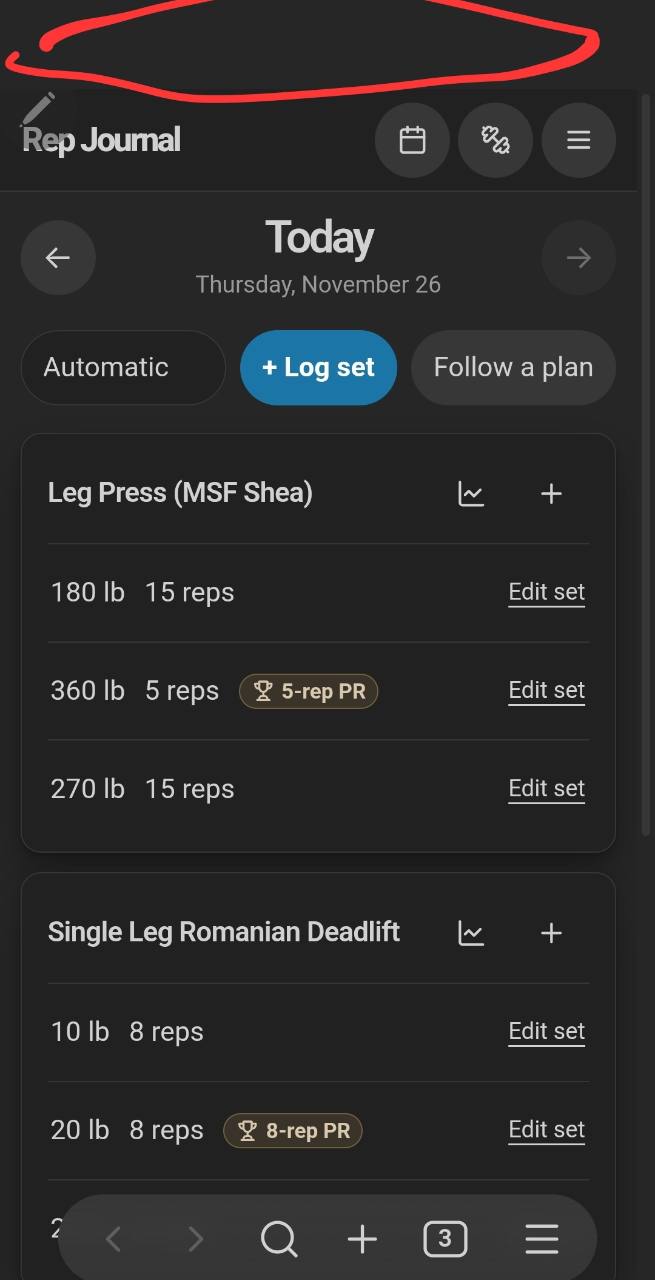 Rep Journal
Today
Thursday, November 26
Automatic + Log set Follow a plan
Leg Press (MSF Shea)
180 lb 15 reps Edit set
360 lb 5 reps 5-rep PR Edit set
270 lb 15 reps Edit set
Single Leg Romanian Deadlift
10 lb 8 reps Edit set
20 lb 8 reps 8-rep PR Edit set
2
3